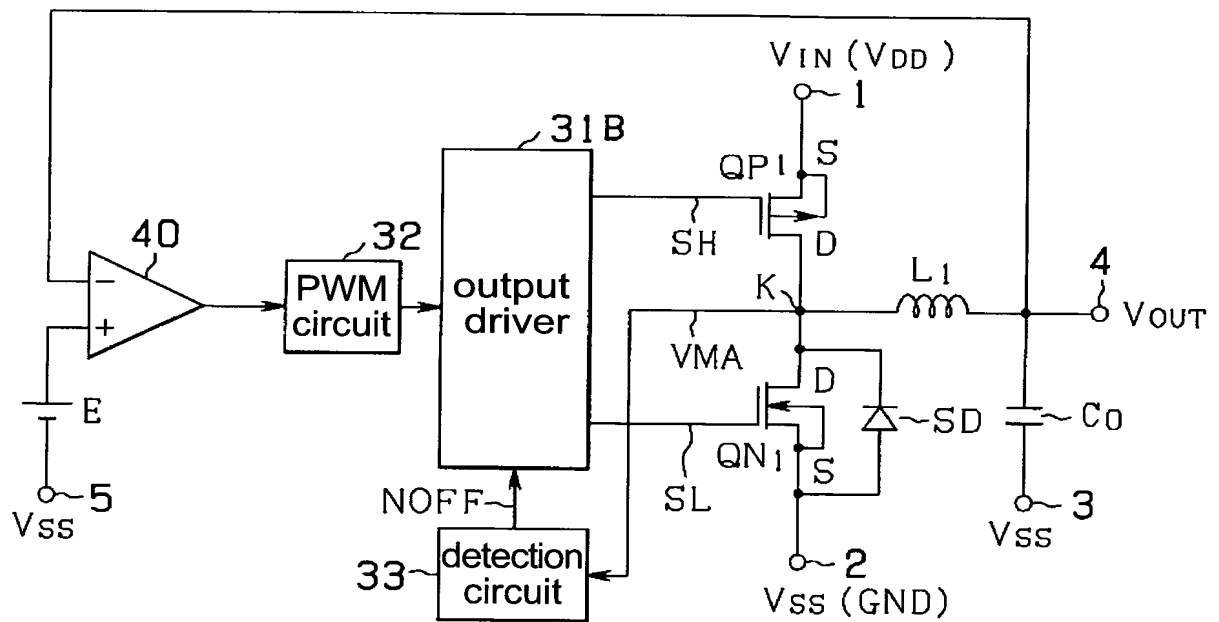 VIN (VDD)
1
31B
S
QP1
40
32
SH
D
L1
4
−
PWM
circuit
output
driver
K
VOUT
+
VMA
D
E
SD
CO
QN1
S
5
NOFF
SL
3
VSS
VSS
33
detection
circuit
2
VSS (GND)